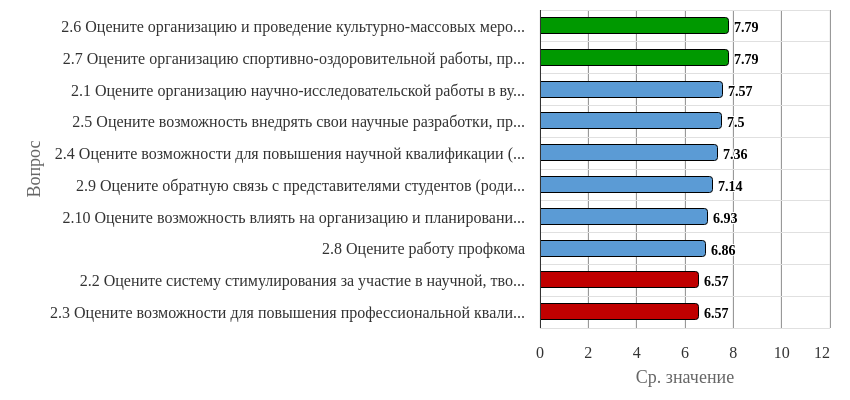 2.6 Оцените организацию и проведение культурно-массовых меро... 7.79
2.7 Оцените организацию спортивно-оздоровительной работы, пр... 7.79
2.1 Оцените организацию научно-исследовательской работы в ву... 7.57
2.5 Оцените возможность внедрять свои научные разработки, пр... 7.5
2.4 Оцените возможности для повышения научной квалификации (... 7.36
2.9 Оцените обратную связь с представителями студентов (роди... 7.14
2.10 Оцените возможность влиять на организацию и планировани... 6.93
2.8 Оцените работу профкома 6.86
2.2 Оцените систему стимулирования за участие в научной, тво... 6.57
2.3 Оцените возможности для повышения профессиональной квали... 6.57
Вопрос
0 2 4 6 8 10 12
Ср. значение